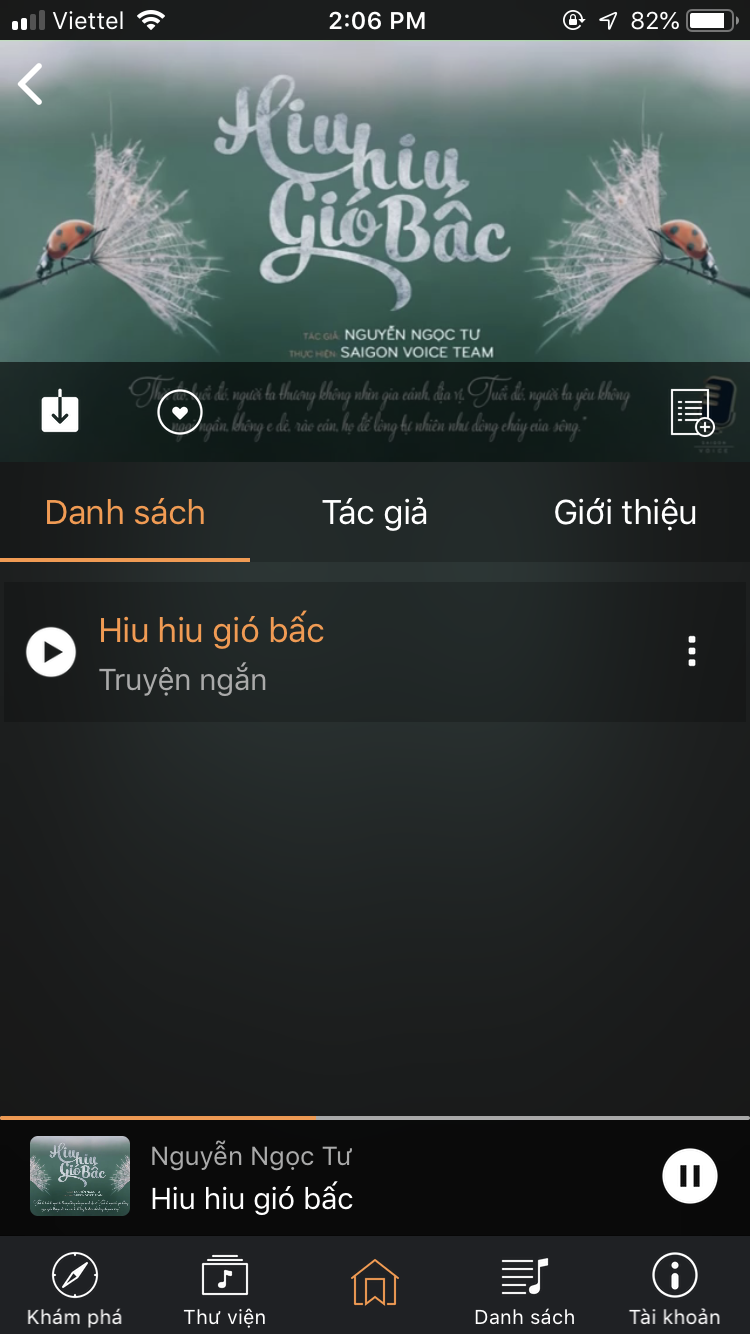 Viettel 2:06 PM 82%
Hiu hiu
Gió Bấc
TÁC GIẢ NGUYỄN NGỌC TƯ
THỰC HIỆN SAIGON VOICE TEAM
đó, tuổi đó, người ta thương không nhìn gia cảnh, địa vị. Tuổi đó, người ta yêu không
ngại ngần, không e dè, rào cản, họ để lòng tự nhiên như dòng chảy của sông."
Danh sách Tác giả Giới thiệu
Hiu hiu gió bấc
Truyện ngắn
Nguyễn Ngọc Tư
Hiu hiu gió bấc
Khám phá Thư viện Danh sách Tài khoản